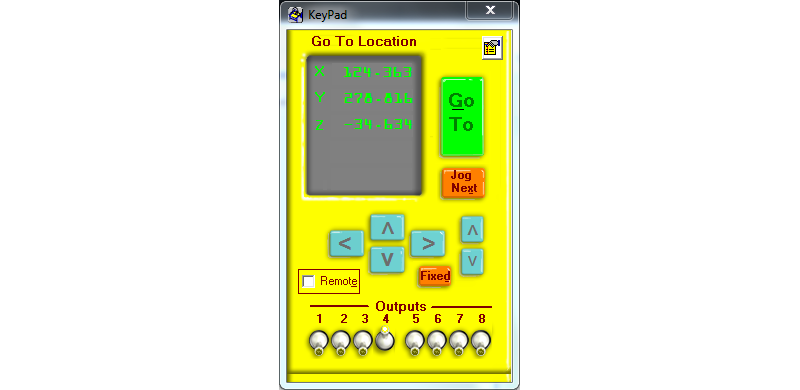 KeyPad
Go To Location
X 124.363
Y 278.816
Z -34.634
Go
To
Jog
Next
< ʌ v >
ʌ
v
Fixed
Remote
Outputs
1 2 3 4 5 6 7 8